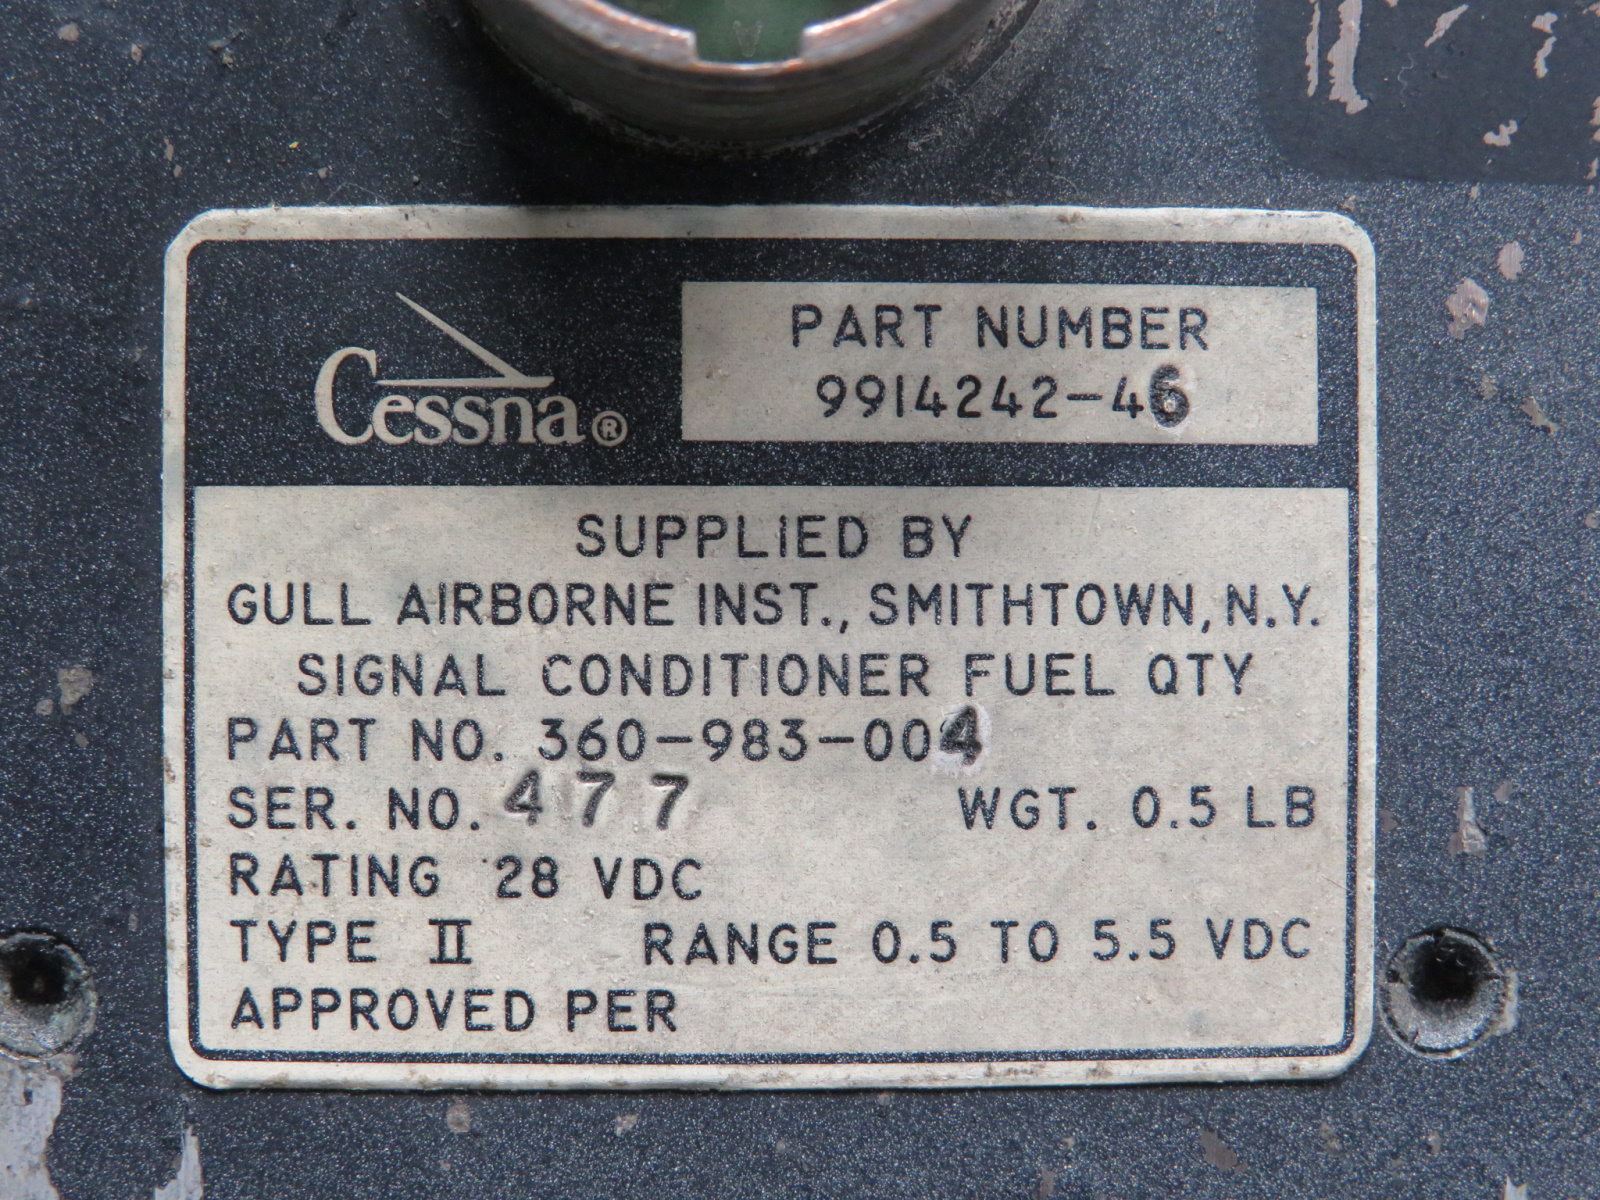 Cessna®
PART NUMBER
9914242-46
SUPPLIED BY
GULL AIRBORNE INST., SMITHTOWN, N.Y.
SIGNAL CONDITIONER FUEL QTY
PART NO. 360-983-004
SER. NO. 477 WGT. 0.5 LB
RATING 28 VDC
TYPE II RANGE 0.5 TO 5.5 VDC
APPROVED PER